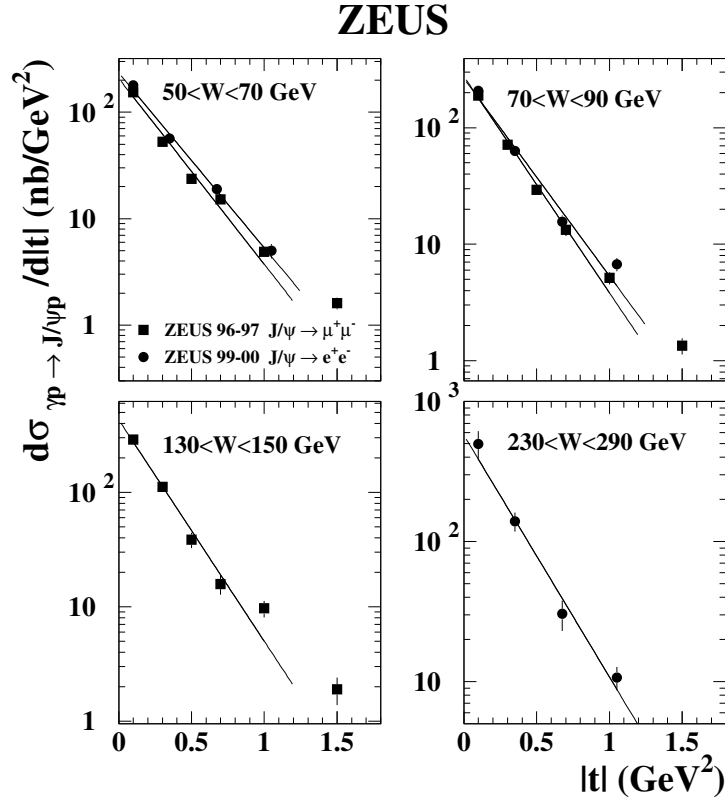 ZEUS
dσγp → J/ψp /d|t| (nb/GeV²)
50<W<70 GeV
10²
10
1
ZEUS 96-97 J/ψ → μ⁺μ⁻
ZEUS 99-00 J/ψ → e⁺e⁻
70<W<90 GeV
10²
10
1
130<W<150 GeV
10³
10²
10
1
0 0.5 1 1.5
230<W<290 GeV
10³
10²
10
0 0.5 1 1.5
|t| (GeV²)